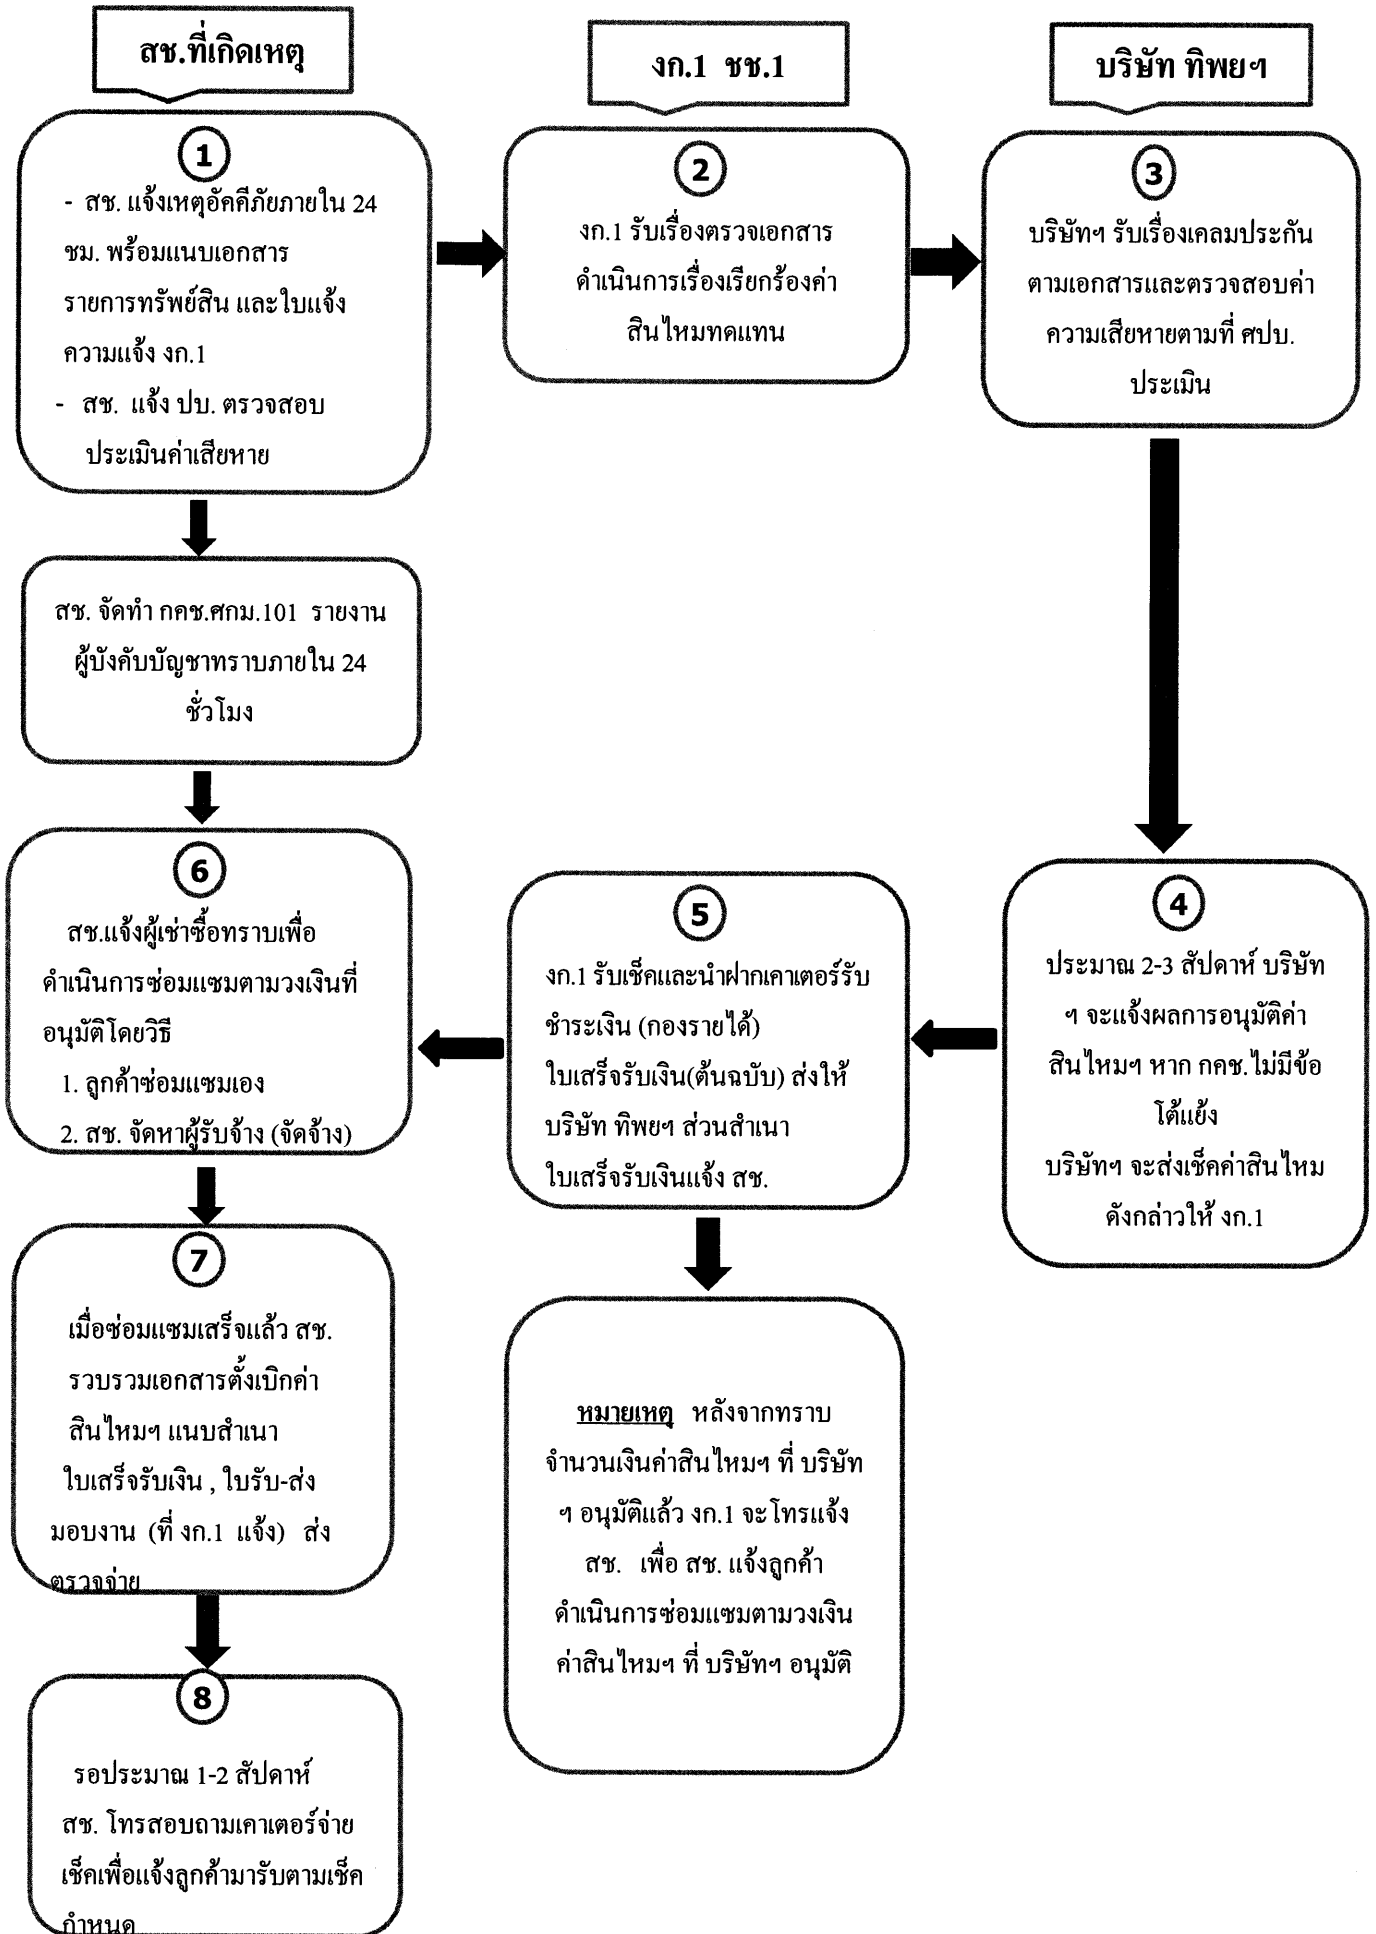 สช.ที่เกิดเหตุ
งก.1 ชช.1
บริษัท ทิพยฯ
1
- สช. แจ้งเหตุอัคคีภัยภายใน 24
ชม. พร้อมแนบเอกสาร
รายการทรัพย์สิน และใบแจ้ง
ความแจ้ง งก.1
- สช. แจ้ง ปบ. ตรวจสอบ
ประเมินค่าเสียหาย
2
งก.1 รับเรื่องตรวจเอกสาร
ดำเนินการเรื่องเรียกร้องค่า
สินไหมทดแทน
3
บริษัทฯ รับเรื่องเคลมประกัน
ตามเอกสารและตรวจสอบค่า
ความเสียหายตามที่ ศปบ.
ประเมิน
สช. จัดทำ กคช.ศกม.101 รายงาน
ผู้บังคับบัญชาทราบภายใน 24
ชั่วโมง
4
ประมาณ 2-3 สัปดาห์ บริษัท
ฯ จะแจ้งผลการอนุมัติค่า
สินไหมฯ หาก กคช. ไม่มีข้อ
โต้แย้ง
บริษัทฯ จะส่งเช็คค่าสินไหม
ดังกล่าวให้ งก.1
5
งก.1 รับเช็คและนำฝากเคาเตอร์รับ
ชำระเงิน (กองรายได้)
ใบเสร็จรับเงิน(ต้นฉบับ) ส่งให้
บริษัท ทิพยฯ ส่วนสำเนา
ใบเสร็จรับเงินแจ้ง สช.
6
สช.แจ้งผู้เช่าซื้อทราบเพื่อ
ดำเนินการซ่อมแซมตามวงเงินที่
อนุมัติโดยวิธี
1. ลูกค้าซ่อมแซมเอง
2. สช. จัดหาผู้รับจ้าง (จัดจ้าง)
7
เมื่อซ่อมแซมเสร็จแล้ว สช.
รวบรวมเอกสารตั้งเบิกค่า
สินไหมฯ แนบสำเนา
ใบเสร็จรับเงิน , ใบรับ-ส่ง
มอบงาน (ที่ งก.1 แจ้ง) ส่ง
ตรวจจ่าย
หมายเหตุ หลังจากทราบ
จำนวนเงินค่าสินไหมฯ ที่ บริษัท
ฯ อนุมัติแล้ว งก.1 จะโทรแจ้ง
สช. เพื่อ สช. แจ้งลูกค้า
ดำเนินการซ่อมแซมตามวงเงิน
ค่าสินไหมฯ ที่ บริษัทฯ อนุมัติ
8
รอประมาณ 1-2 สัปดาห์
สช. โทรสอบถามเคาเตอร์จ่าย
เช็คเพื่อแจ้งลูกค้ามารับตามเช็ค
กำหนด